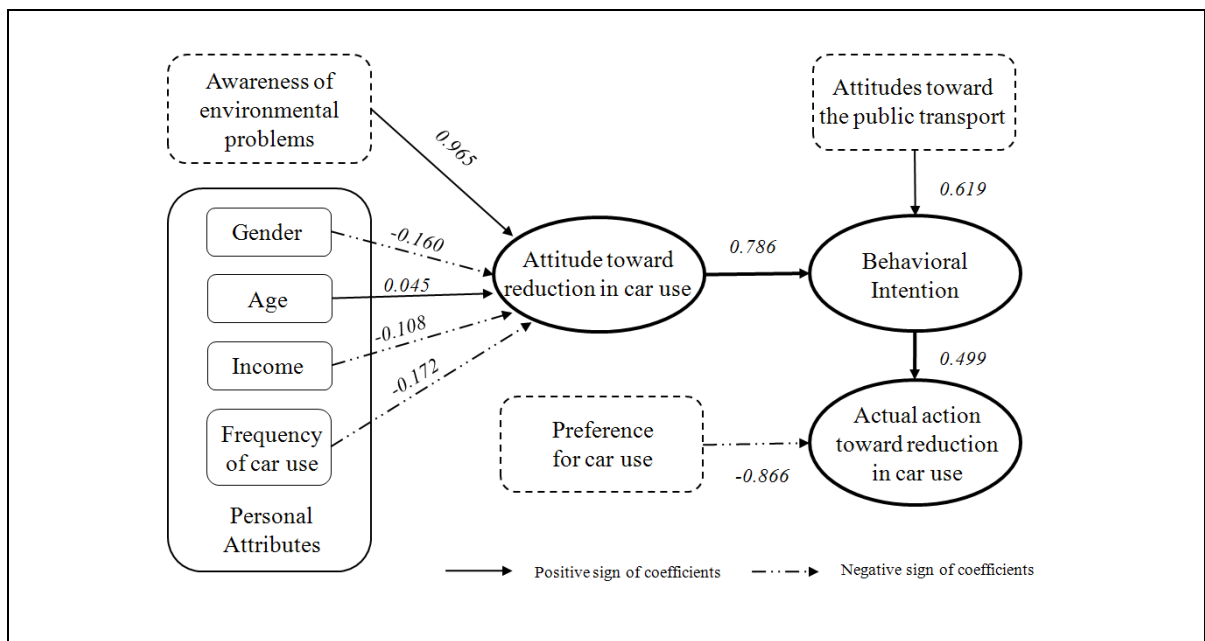 Awareness of
environmental
problems
Attitudes toward
the public transport
0.965
0.619
Gender
-0.160
Attitude toward
reduction in car use
0.786
Behavioral
Intention
Age
0.045
-0.108
Income
-0.172
0.499
Frequency
of car use
Preference
for car use
-0.866
Actual action
toward reduction
in car use
Personal
Attributes
Positive sign of coefficients
Negative sign of coefficients